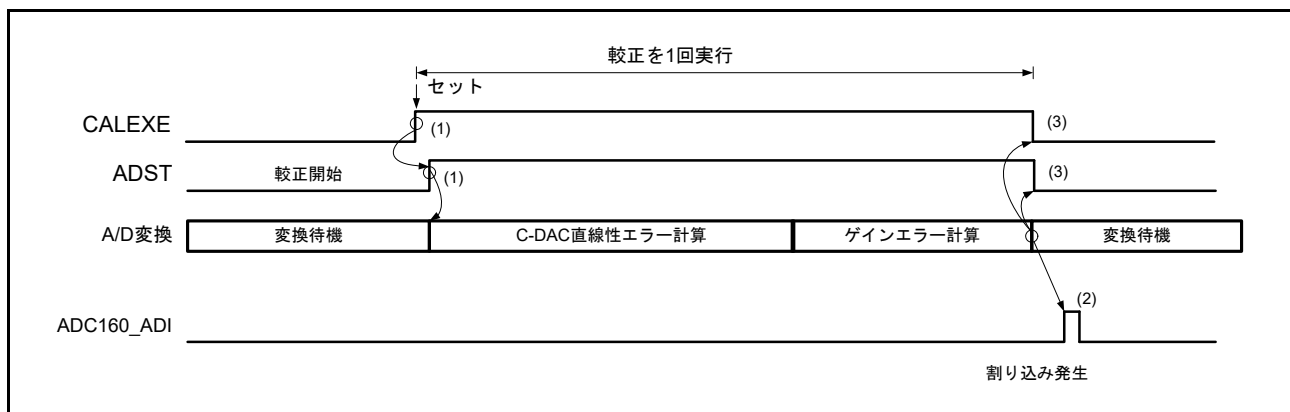 較正を1回実行
セット
CALEXE
(1)
(3)
ADST
較正開始
(1)
(3)
A/D変換
変換待機
C-DAC直線性エラー計算
ゲインエラー計算
変換待機
ADC160_ADI
(2)
割り込み発生